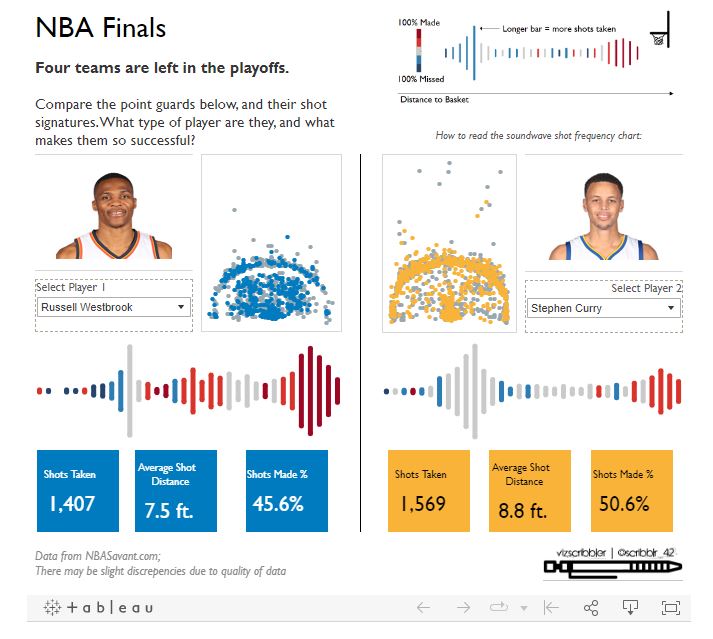 NBA Finals
Four teams are left in the playoffs.
Compare the point guards below, and their shot
signatures.What type of player are they, and what
makes them so successful?
100% Made
Longer bar = more shots taken
100% Missed
Distance to Basket
How to read the soundwave shot frequency chart:
Select Player 1
Russell Westbrook
Select Player 2
Stephen Curry
Shots Taken
1,407
Average Shot
Distance
7.5 ft.
Shots Made %
45.6%
Shots Taken
1,569
Average Shot
Distance
8.8 ft.
Shots Made %
50.6%
Data from NBASavant.com;
There may be slight discrepencies due to quality of data
vizscribbler | @scribblr_42
+ a b l e a u